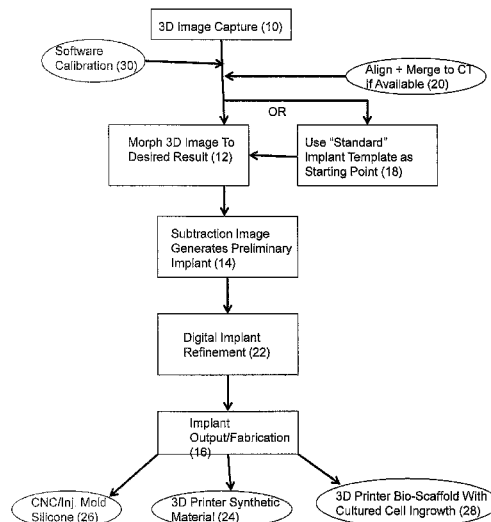 3D Image Capture (10)
Software
Calibration (30)
Align + Merge to CT
if Available (20)
OR
Morph 3D Image To
Desired Result (12)
Use "Standard"
Implant Template as
Starting Point (18)
Subtraction Image
Generates Preliminary
Implant (14)
Digital Implant
Refinement (22)
Implant
Output/Fabrication
(16)
CNC/Inj. Mold
Silicone (26)
3D Printer Synthetic
Material (24)
3D Printer Bio-Scaffold With
Cultured Cell Ingrowth (28)